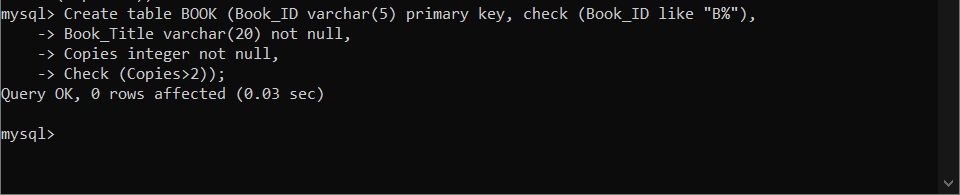 mysql> Create table BOOK (Book_ID varchar(5) primary key, check (Book_ID like "B%"),
    -> Book_Title varchar(20) not null,
    -> Copies integer not null,
    -> Check (Copies>2));
Query OK, 0 rows affected (0.03 sec)
mysql>